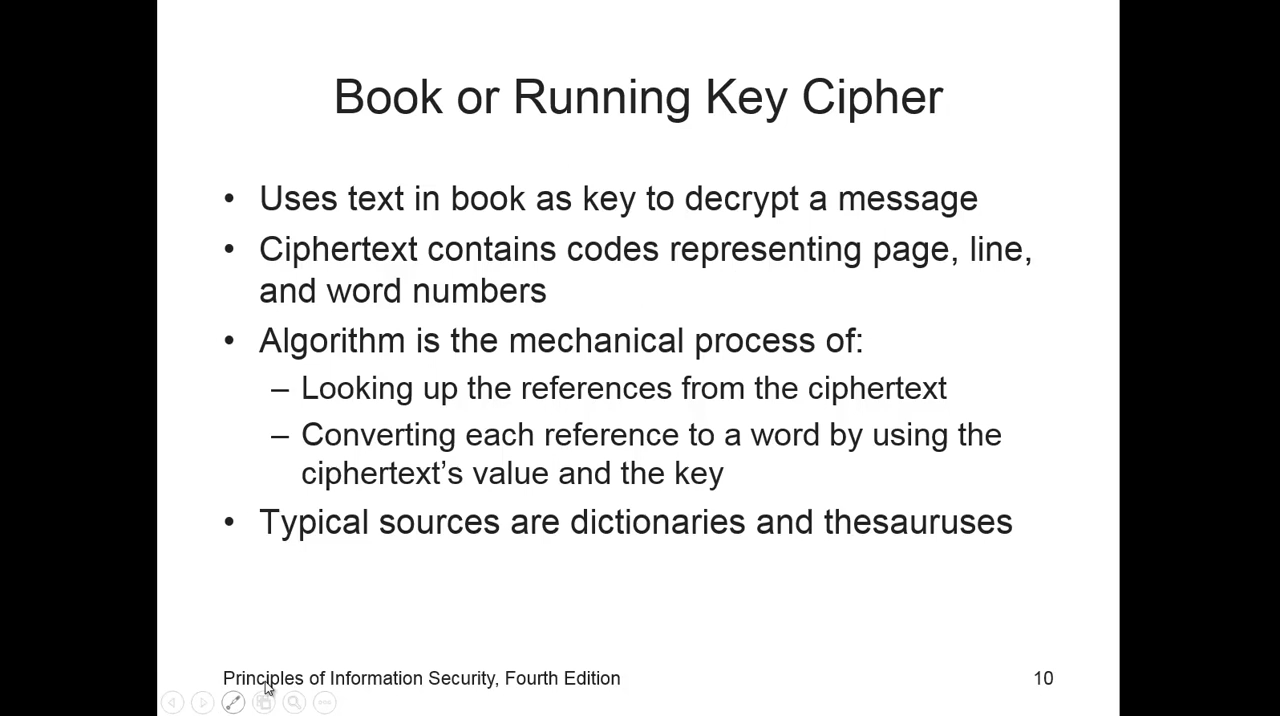 Book or Running Key Cipher
• Uses text in book as key to decrypt a message
• Ciphertext contains codes representing page, line,
and word numbers
• Algorithm is the mechanical process of:
– Looking up the references from the ciphertext
– Converting each reference to a word by using the
ciphertext’s value and the key
• Typical sources are dictionaries and thesauruses
Principles of Information Security, Fourth Edition
10